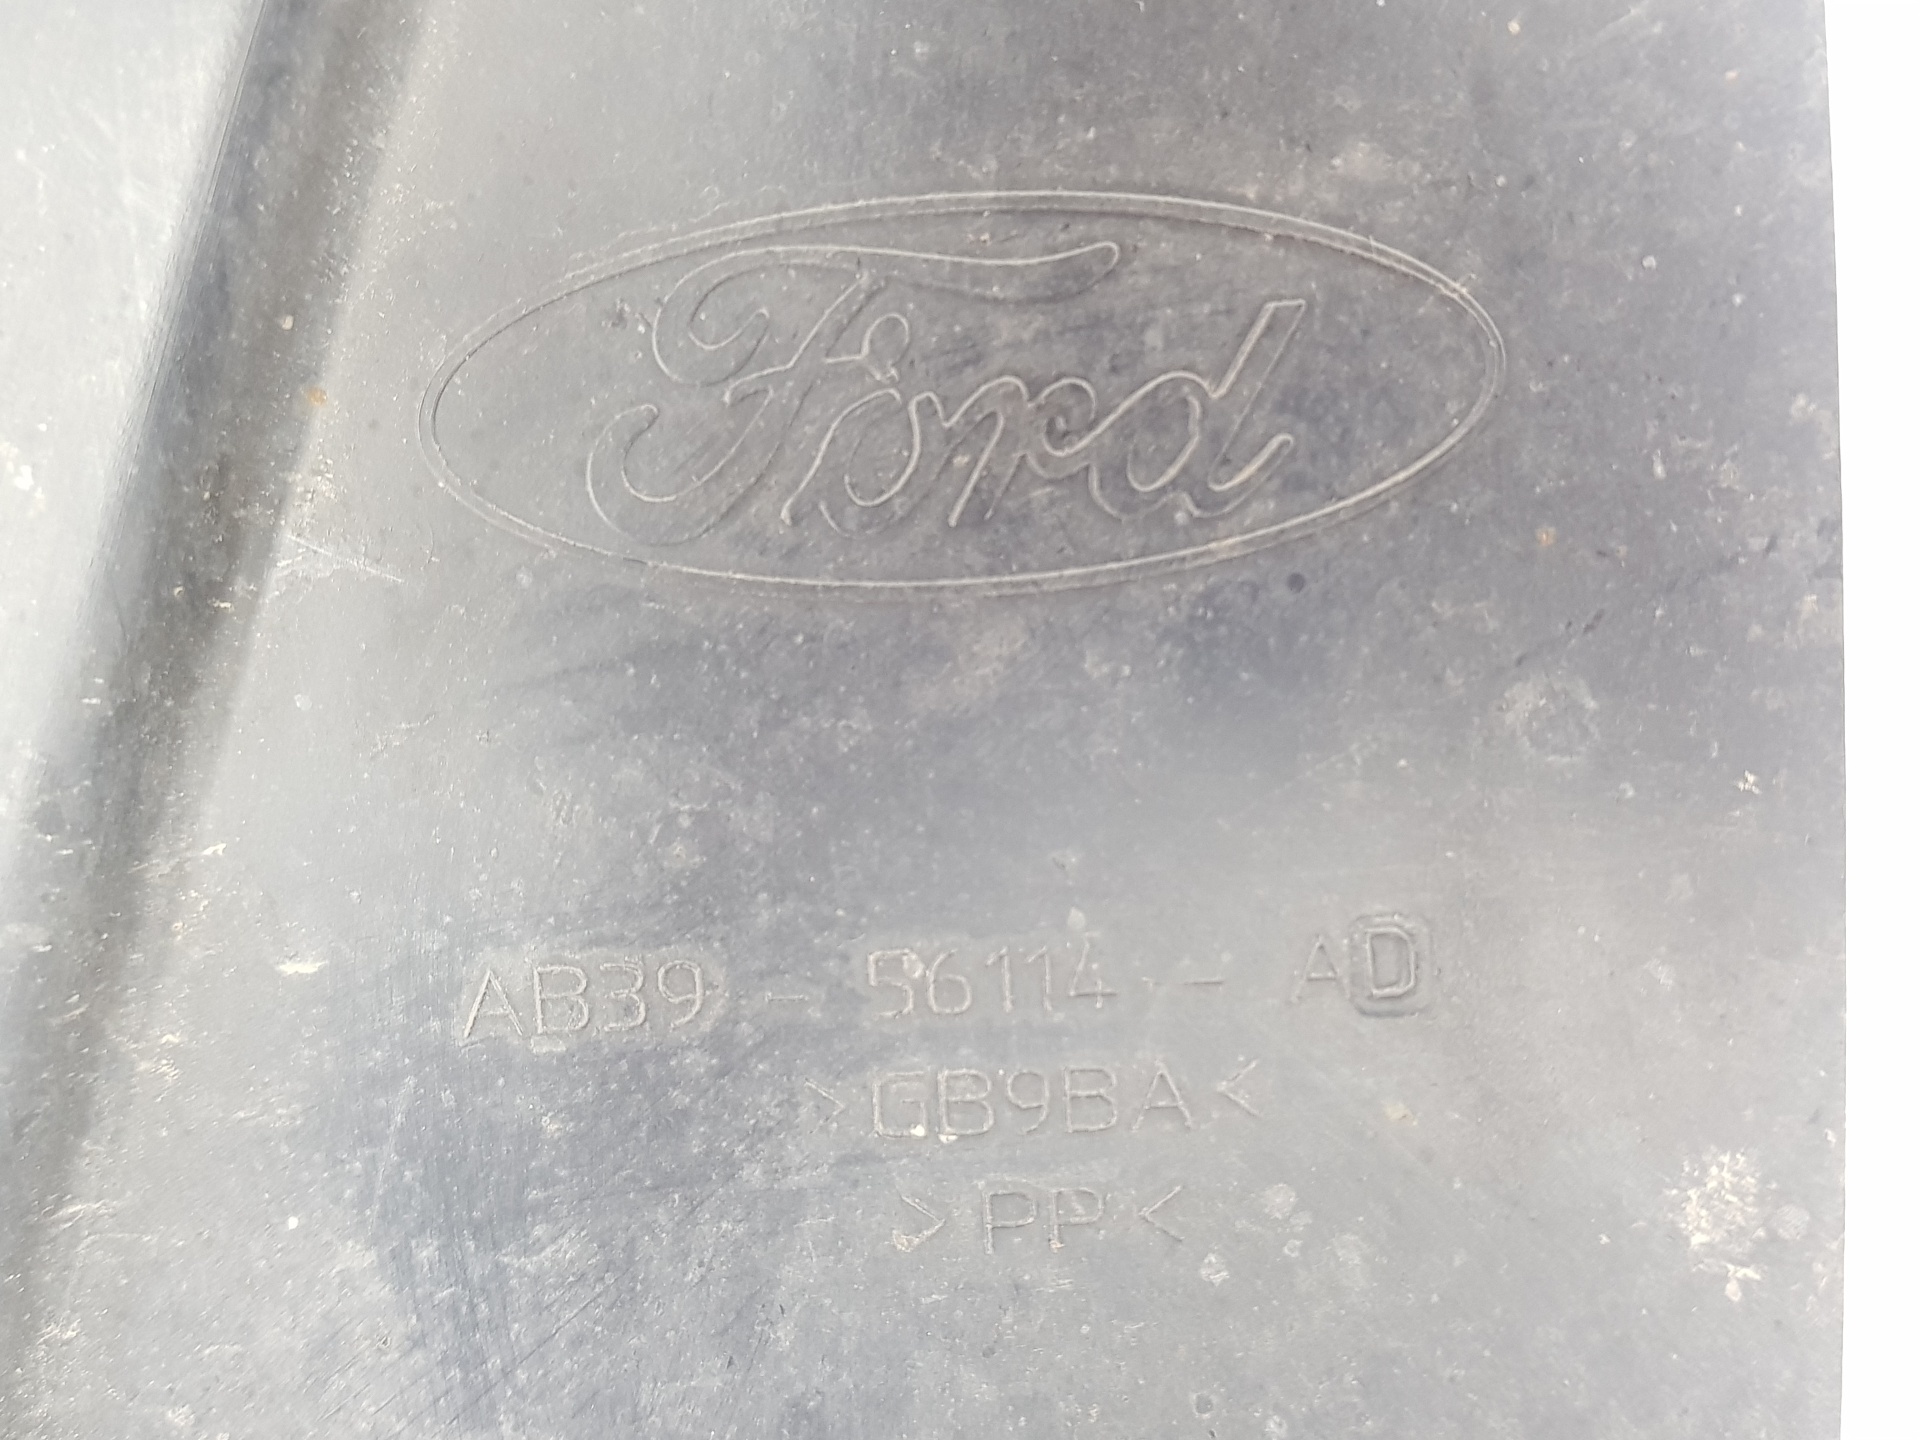 Ford
AB39 - 56114 - AD
>GB9BA<
>PP<